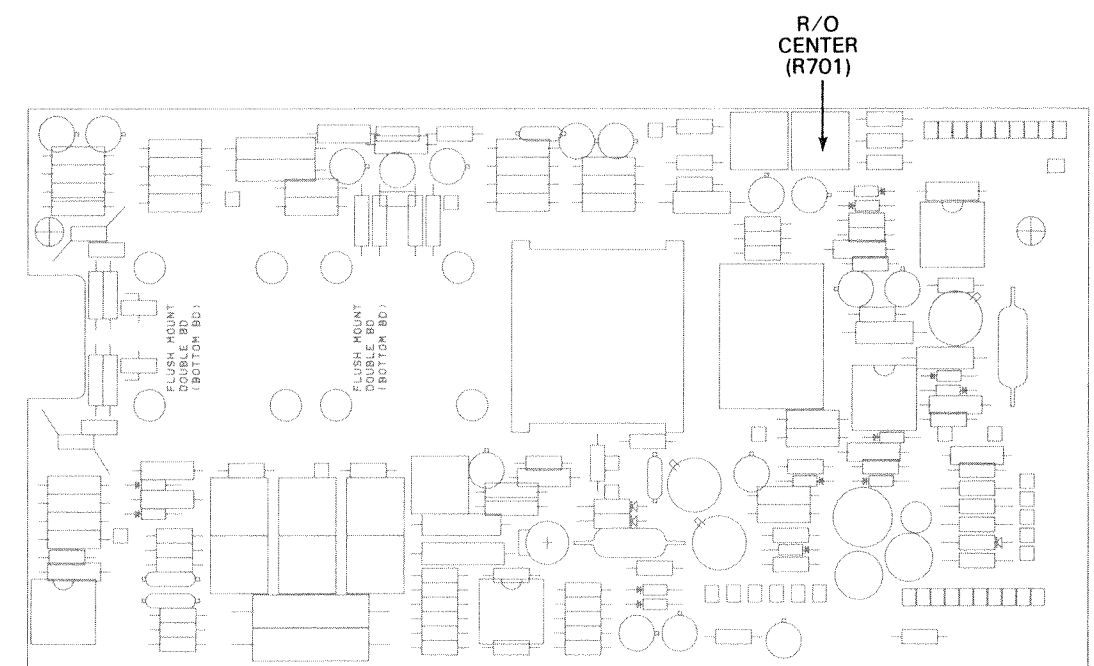 R/O
CENTER
(R701)
FLUSH MOUNT
DOUBLE BD
(BOTTOM BD)
FLUSH MOUNT
DOUBLE BD
(BOTTOM BD)